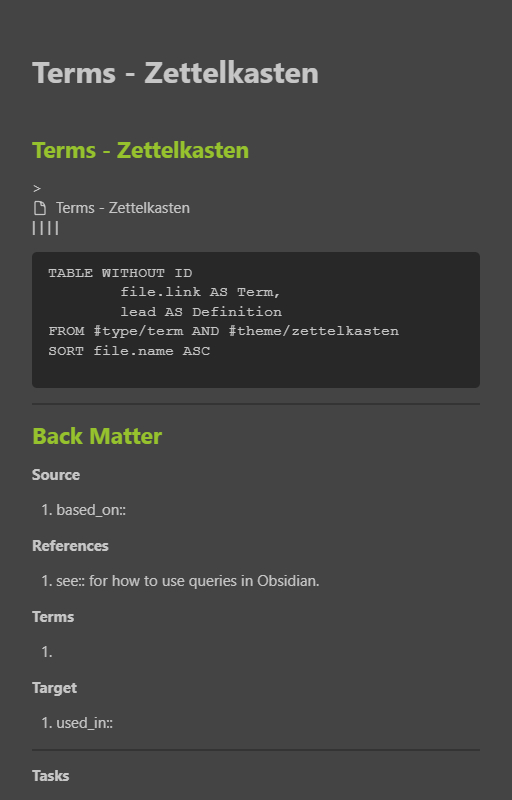 Terms - Zettelkasten
Terms - Zettelkasten
>
Terms - Zettelkasten
| | | |
TABLE WITHOUT ID
file.link AS Term,
lead AS Definition
FROM #type/term AND #theme/zettelkasten
SORT file.name ASC
Back Matter
Source
1. based_on::
References
1. see:: for how to use queries in Obsidian.
Terms
1.
Target
1. used_in::
Tasks